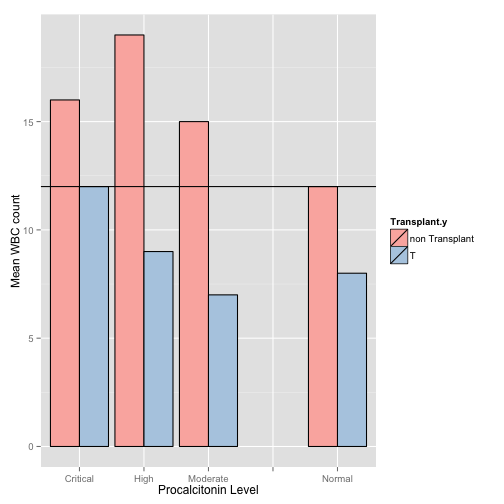 Mean WBC count
15
10
5
0
Critical High Moderate Normal
Procalcitonin Level
Transplant.y
non Transplant
T